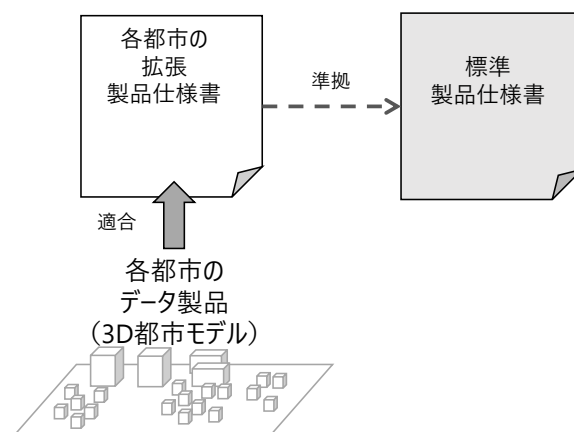 各都市の
拡張
製品仕様書
準拠
標準
製品仕様書
適合
各都市の
データ製品
（3D都市モデル）